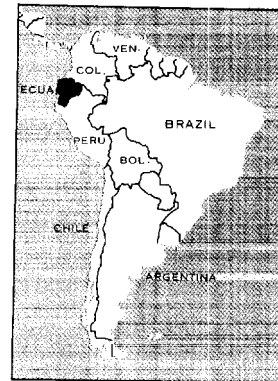 VEN.
COL.
ECUA
BRAZIL
PERU
BOL.
CHILE
ARGENTINA